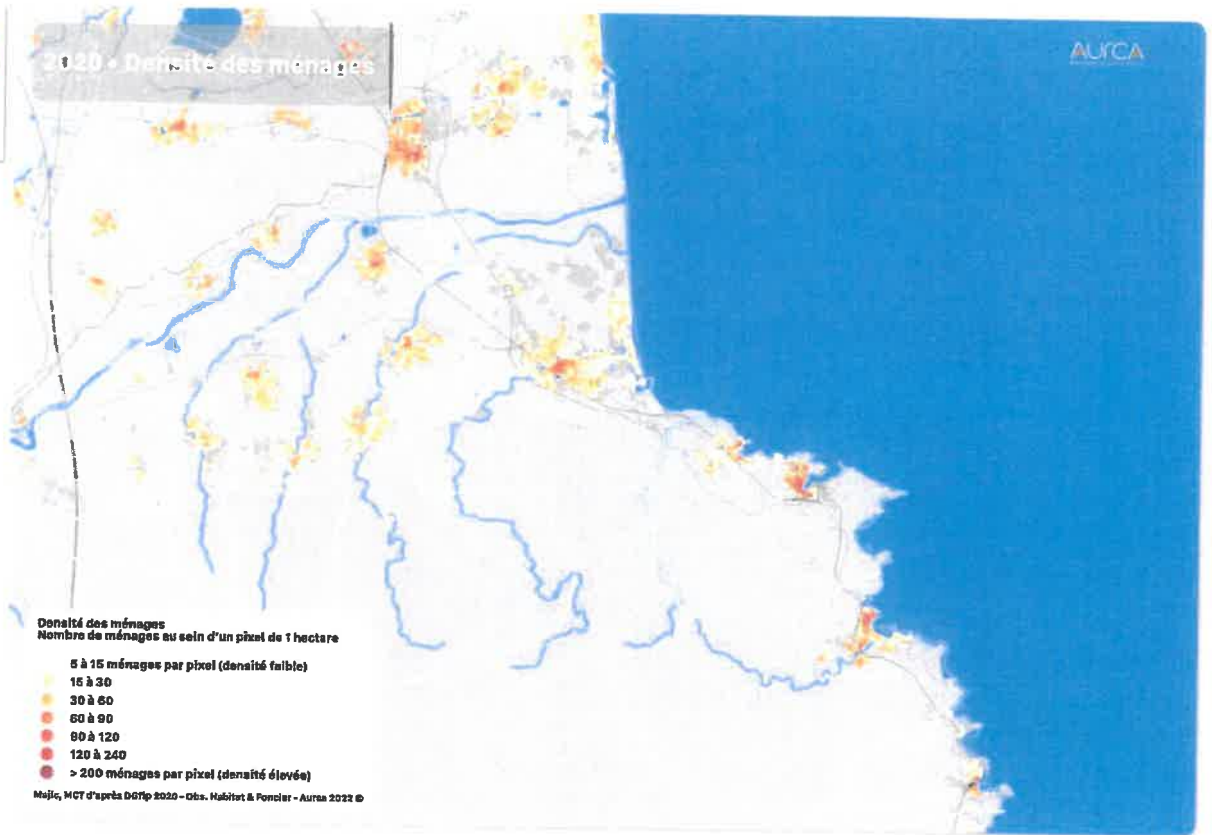 2020 • Densité des ménages
AURCA
Densité des ménages
Nombre de ménages au sein d'un pixel de 1 hectare
5 à 15 ménages par pixel (densité faible)
15 à 30
30 à 60
60 à 90
90 à 120
120 à 240
> 200 ménages par pixel (densité élevée)
Majic, MCT d'après DGfip 2020 - Obs. Habitat & Foncier - Aurca 2022 ©